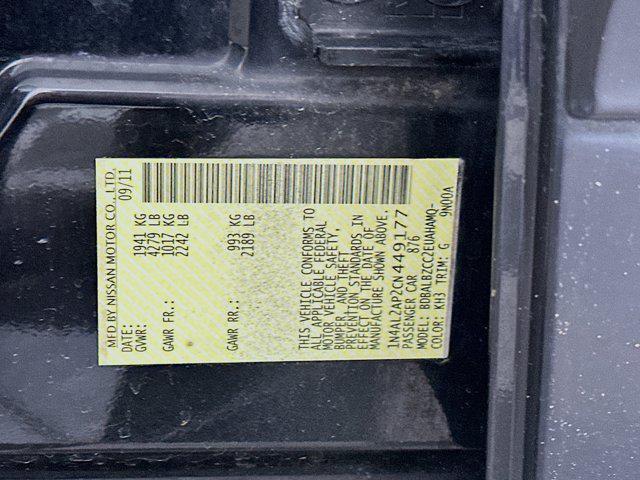 MFD BY NISSAN MOTOR CO., LTD.
DATE: 09/11
GVWR: 1941 KG
4279 LB
GAWR FR.: 1017 KG
2242 LB
GAWR RR.: 993 KG
2189 LB
THIS VEHICLE CONFORMS TO
ALL APPLICABLE FEDERAL
MOTOR VEHICLE SAFETY,
BUMPER, AND THEFT
PREVENTION STANDARDS IN
EFFECT ON THE DATE OF
MANUFACTURE SHOWN ABOVE.
1N4AL2AP2CN449177
PASSENGER CAR 876
MODEL: BDBALBZCC2EUAHAMQ-
COLOR: KH3 TRIM: G 9N00A